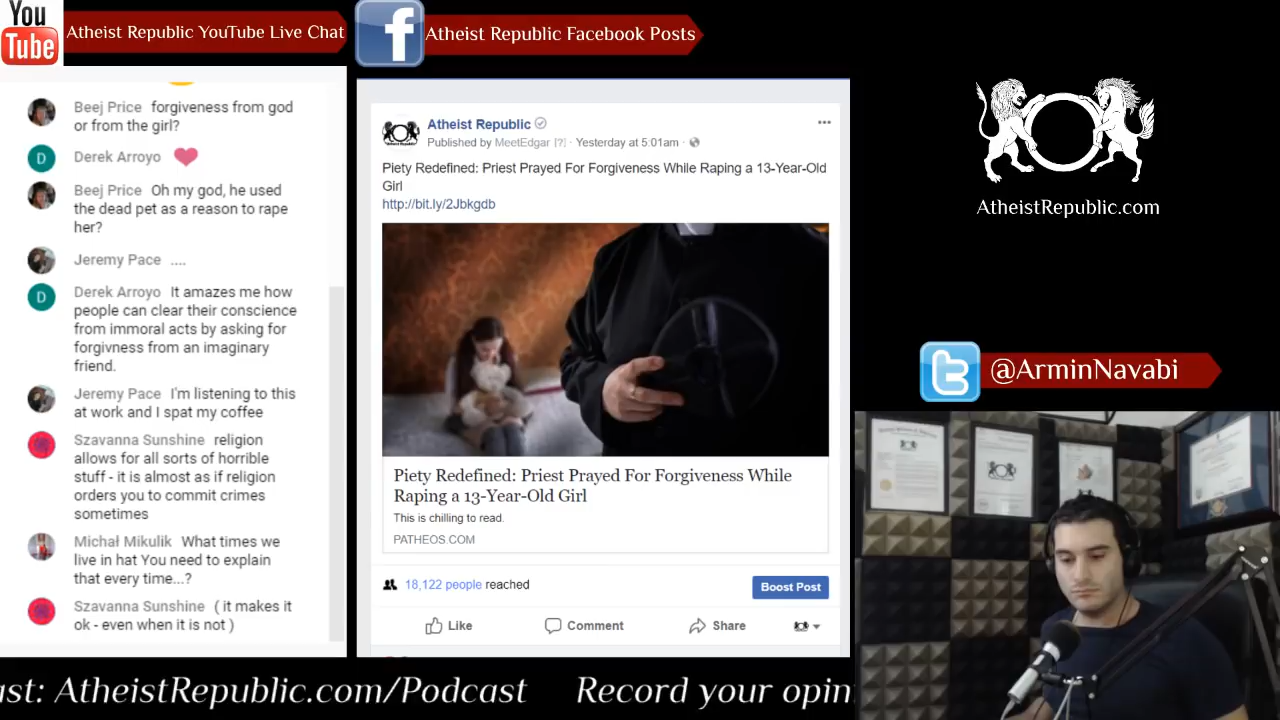 You
Tube
Atheist Republic YouTube Live Chat
Beej Price forgiveness from god
or from the girl?
D
Derek Arroyo
Beej Price Oh my god, he used
the dead pet as a reason to rape
her?
Jeremy Pace ....
D
Derek Arroyo It amazes me how
people can clear their conscience
from immoral acts by asking for
forgivness from an imaginary
friend.
Jeremy Pace I'm listening to this
at work and I spat my coffee
Szavanna Sunshine religion
allows for all sorts of horrible
stuff - it is almost as if religion
orders you to commit crimes
sometimes
Michał Mikulik What times we
live in hat You need to explain
that every time...?
Szavanna Sunshine ( it makes it
ok - even when it is not )
f
Atheist Republic Facebook Posts
Atheist Republic
Published by MeetEdgar [?] · Yesterday at 5:01am ·
Piety Redefined: Priest Prayed For Forgiveness While Raping a 13-Year-Old
Girl
http://bit.ly/2Jbkgdb
Piety Redefined: Priest Prayed For Forgiveness While
Raping a 13-Year-Old Girl
This is chilling to read.
PATHEOS.COM
18,122 people reached
Boost Post
Like
Comment
Share
AtheistRepublic.com
t
@ArminNavabi
ast: AtheistRepublic.com/Podcast Record your opin